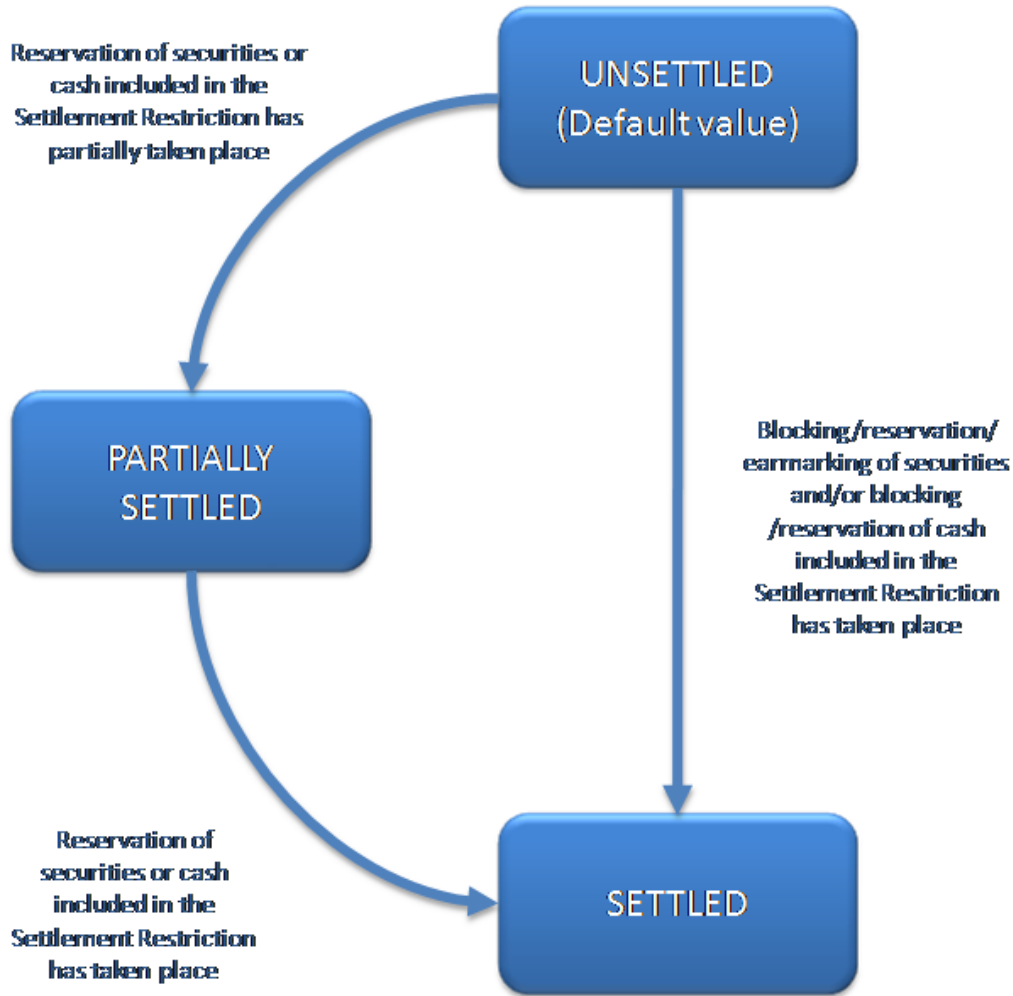 Reservation of securities or
cash included in the
Settlement Restriction has
partially taken place
UNSETTLED
(Default value)
PARTIALLY
SETTLED
Blocking/reservation/
earmarking of securities
and/or blocking
/reservation of cash
included in the
Settlement Restriction
has taken place
Reservation of
securities or cash
included in the
Settlement Restriction
has taken place
SETTLED